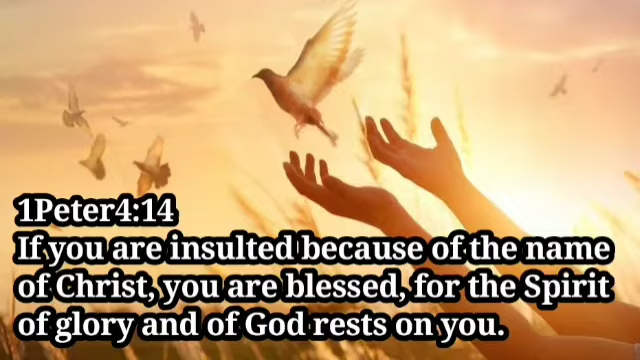 1Peter4:14
If you are insulted because of the name
of Christ, you are blessed, for the Spirit
of glory and of God rests on you.